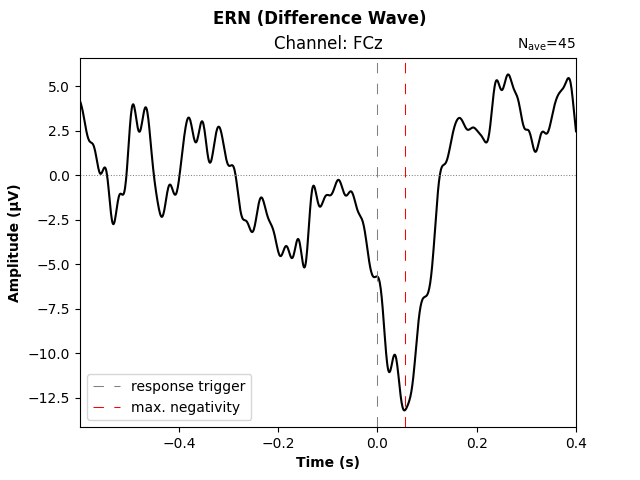 ERN (Difference Wave)
Channel: FCz
Nave=45
5.0
2.5
0.0
−2.5
−5.0
−7.5
−10.0
−12.5
Amplitude (µV)
response trigger
max. negativity
−0.4
−0.2
0.0
0.2
0.4
Time (s)